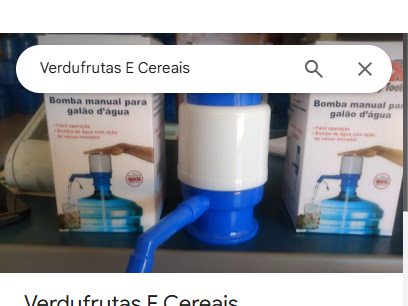 Verdufrutas E Cereais
Bomba manual para
galão d'água
• Fácil operação
• Bomba de água com ação
de vácuo inovador
Bomba manual para
galão d'água
• Fácil operação
• Bomba de água com ação
de vácuo inovador
Verdufrutas E Cereais